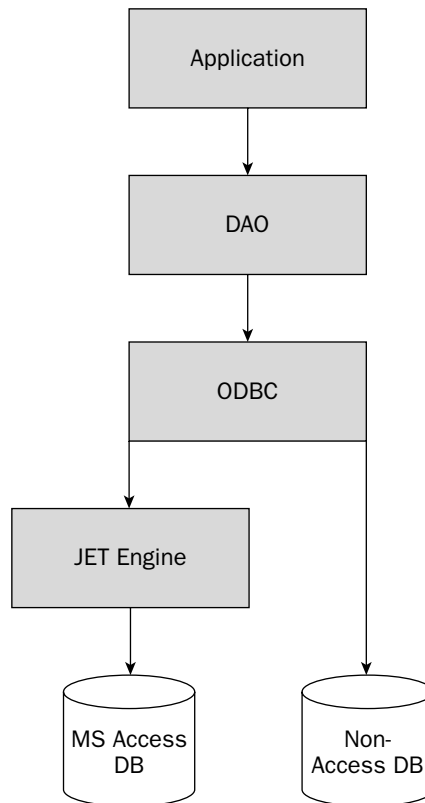 Application
DAO
ODBC
JET Engine
MS Access
DB
Non-
Access DB